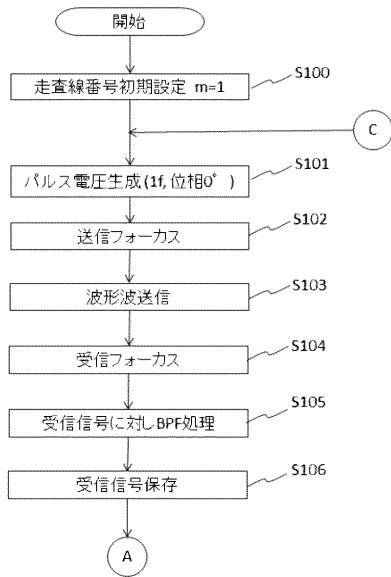 開始
走査線番号初期設定 m=1
S100
C
パルス電圧生成(1f, 位相0°)
S101
送信フォーカス
S102
波形波送信
S103
受信フォーカス
S104
受信信号に対しBPF処理
S105
受信信号保存
S106
A